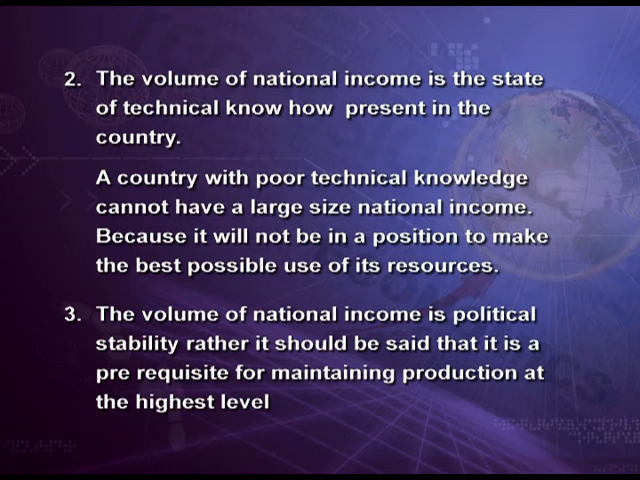 2. The volume of national income is the state
of technical know how present in the
country.
A country with poor technical knowledge
cannot have a large size national income.
Because it will not be in a position to make
the best possible use of its resources.
3. The volume of national income is political
stability rather it should be said that it is a
pre requisite for maintaining production at
the highest level